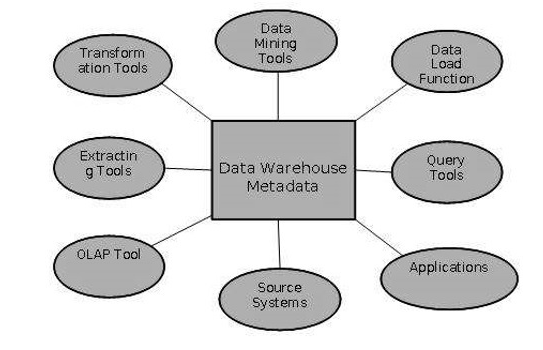 Data
Mining
Tools
Transform
ation Tools
Data
Load
Function
Extractin
g Tools
Data Warehouse
Metadata
Query
Tools
OLAP Tool
Source
Systems
Applications